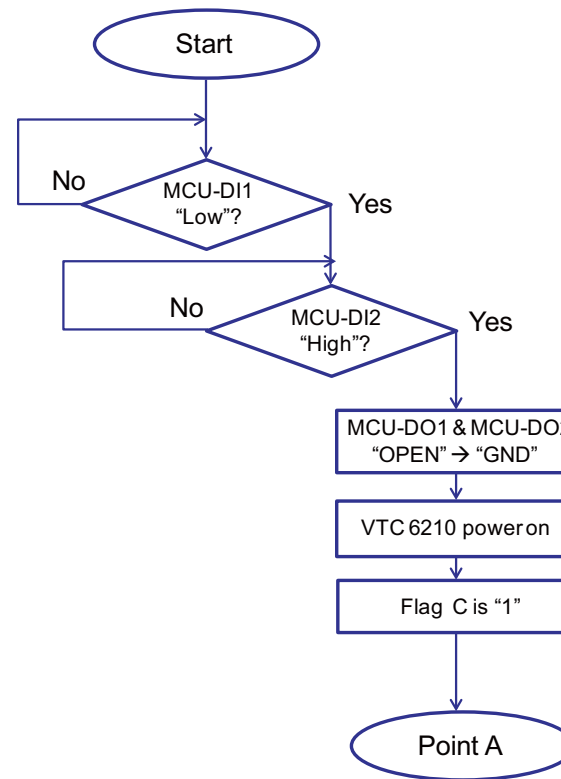 Start
No
MCU-DI1
“Low”?
Yes
No
MCU-DI2
“High”?
Yes
MCU-DO1 & MCU-DO2
“OPEN” → “GND”
VTC 6210 power on
Flag C is “1”
Point A